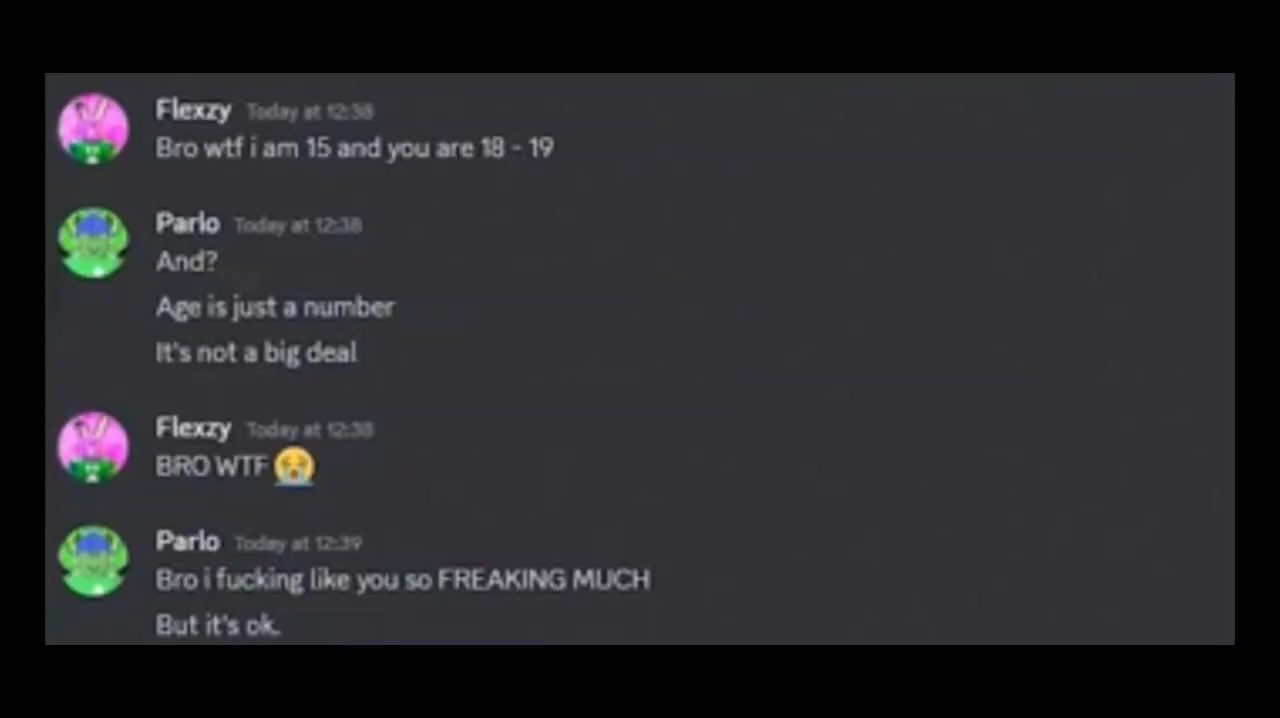 Flexzy Today at 12:38
Bro wtf i am 15 and you are 18 - 19
Parlo Today at 12:38
And?
Age is just a number
It's not a big deal
Flexzy Today at 12:38
BRO WTF 😭
Parlo Today at 12:39
Bro i fucking like you so FREAKING MUCH
But it's ok.